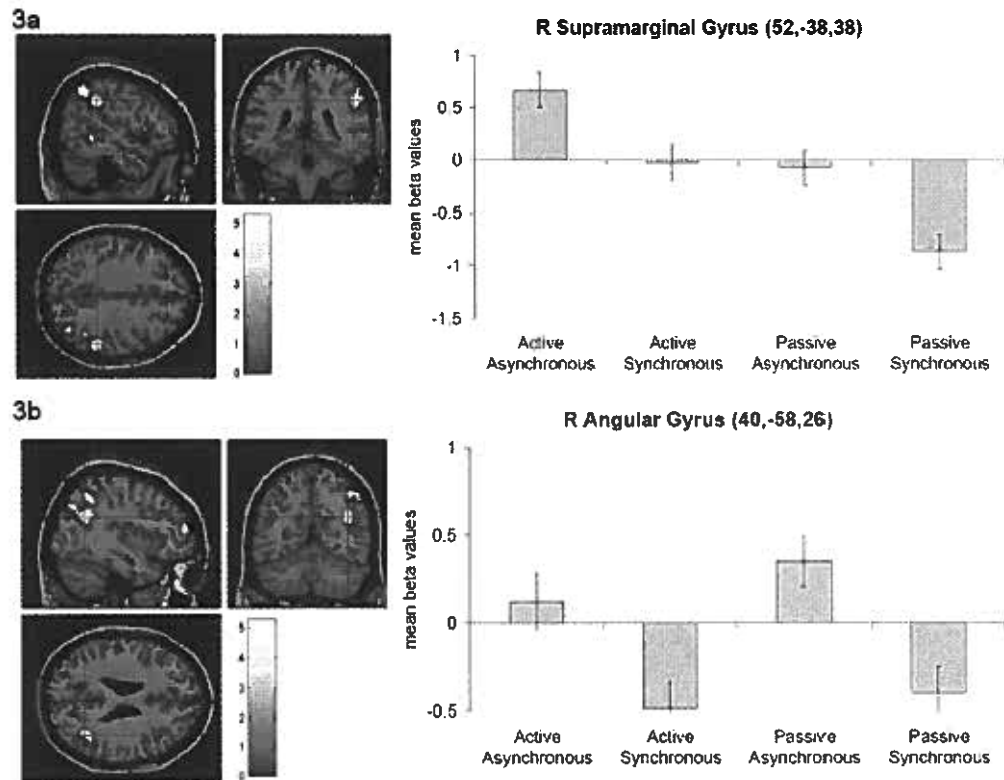 3a
R Supramarginal Gyrus (52,-38,38)
5
4
3
2
1
0
mean beta values
1
0.5
0
-0.5
-1
-1.5
Active
Asynchronous
Active
Synchronous
Passive
Asynchronous
Passive
Synchronous
3b
R Angular Gyrus (40,-58,26)
5
4
3
2
1
0
mean beta values
1
0.5
0
-0.5
Active
Asynchronous
Active
Synchronous
Passive
Asynchronous
Passive
Synchronous